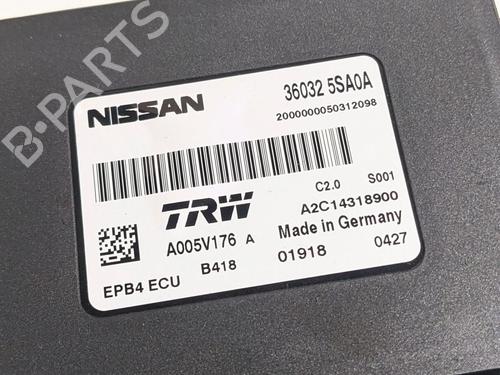 B-PARTS
NISSAN
36032 5SA0A
2000000050312098
TRW
C2.0 S001
A2C14318900
A005V176 A
Made in Germany
EPB4 ECU B418 01918 0427